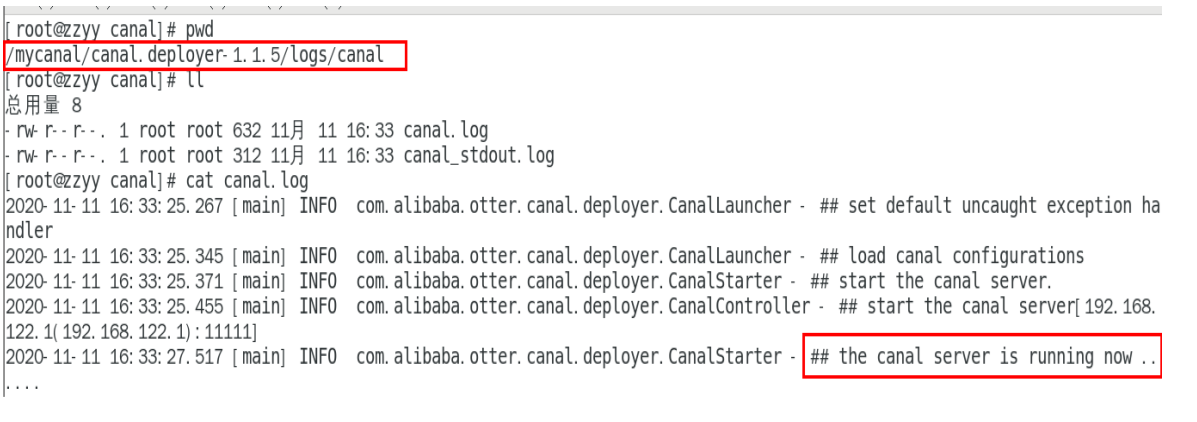 [root@zzyy canal]# pwd
/mycanal/canal.deployer-1.1.5/logs/canal
[root@zzyy canal]# ll
总用量 8
-rw-r--r--. 1 root root 632 11月 11 16:33 canal.log
-rw-r--r--. 1 root root 312 11月 11 16:33 canal_stdout.log
[root@zzyy canal]# cat canal.log
2020-11-11 16:33:25.267 [main] INFO  com.alibaba.otter.canal.deployer.CanalLauncher - ## set default uncaught exception ha
ndler
2020-11-11 16:33:25.345 [main] INFO  com.alibaba.otter.canal.deployer.CanalLauncher - ## load canal configurations
2020-11-11 16:33:25.371 [main] INFO  com.alibaba.otter.canal.deployer.CanalStarter - ## start the canal server.
2020-11-11 16:33:25.455 [main] INFO  com.alibaba.otter.canal.deployer.CanalController - ## start the canal server[192.168.
122.1(192.168.122.1):11111]
2020-11-11 16:33:27.517 [main] INFO  com.alibaba.otter.canal.deployer.CanalStarter - ## the canal server is running now ..
....